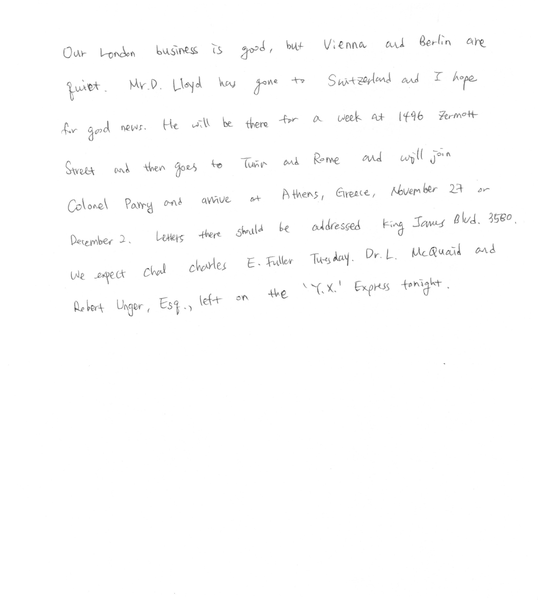 Our London business is good, but Vienna and Berlin are
quiet. Mr.D. Lloyd has gone to Switzerland and I hope
for good news. He will be there for a week at 1496 Zermott
Street and then goes to Turin and Rome and will join
Colonel Parry and arrive at Athens, Greece, November 27 or
December 2. Letters there should be addressed King James Blvd. 3580.
We expect Chal Charles E. Fuller Tuesday. Dr. L. McQuaid and
Robert Unger, Esq., left on the 'Y.X.' Express tonight.